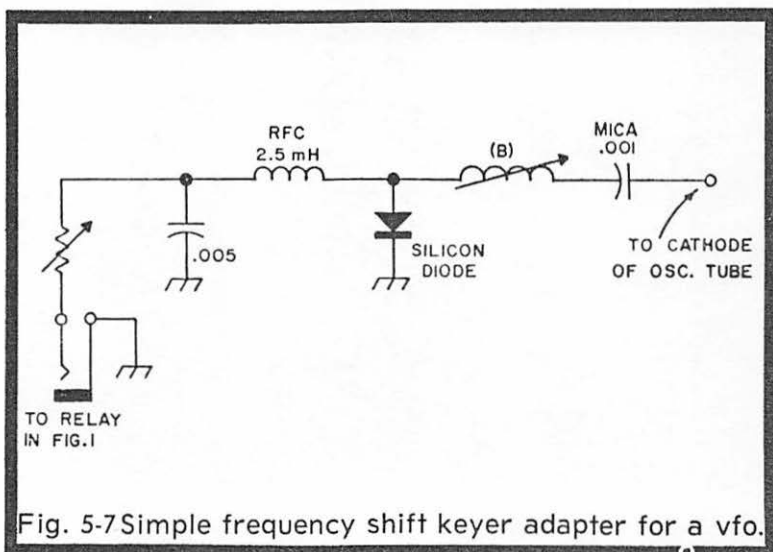 RFC
2.5 mH
(B)
MICA
.001
.005
SILICON
DIODE
TO CATHODE
OF OSC. TUBE
TO RELAY
IN FIG.1
Fig. 5-7 Simple frequency shift keyer adapter for a vfo.